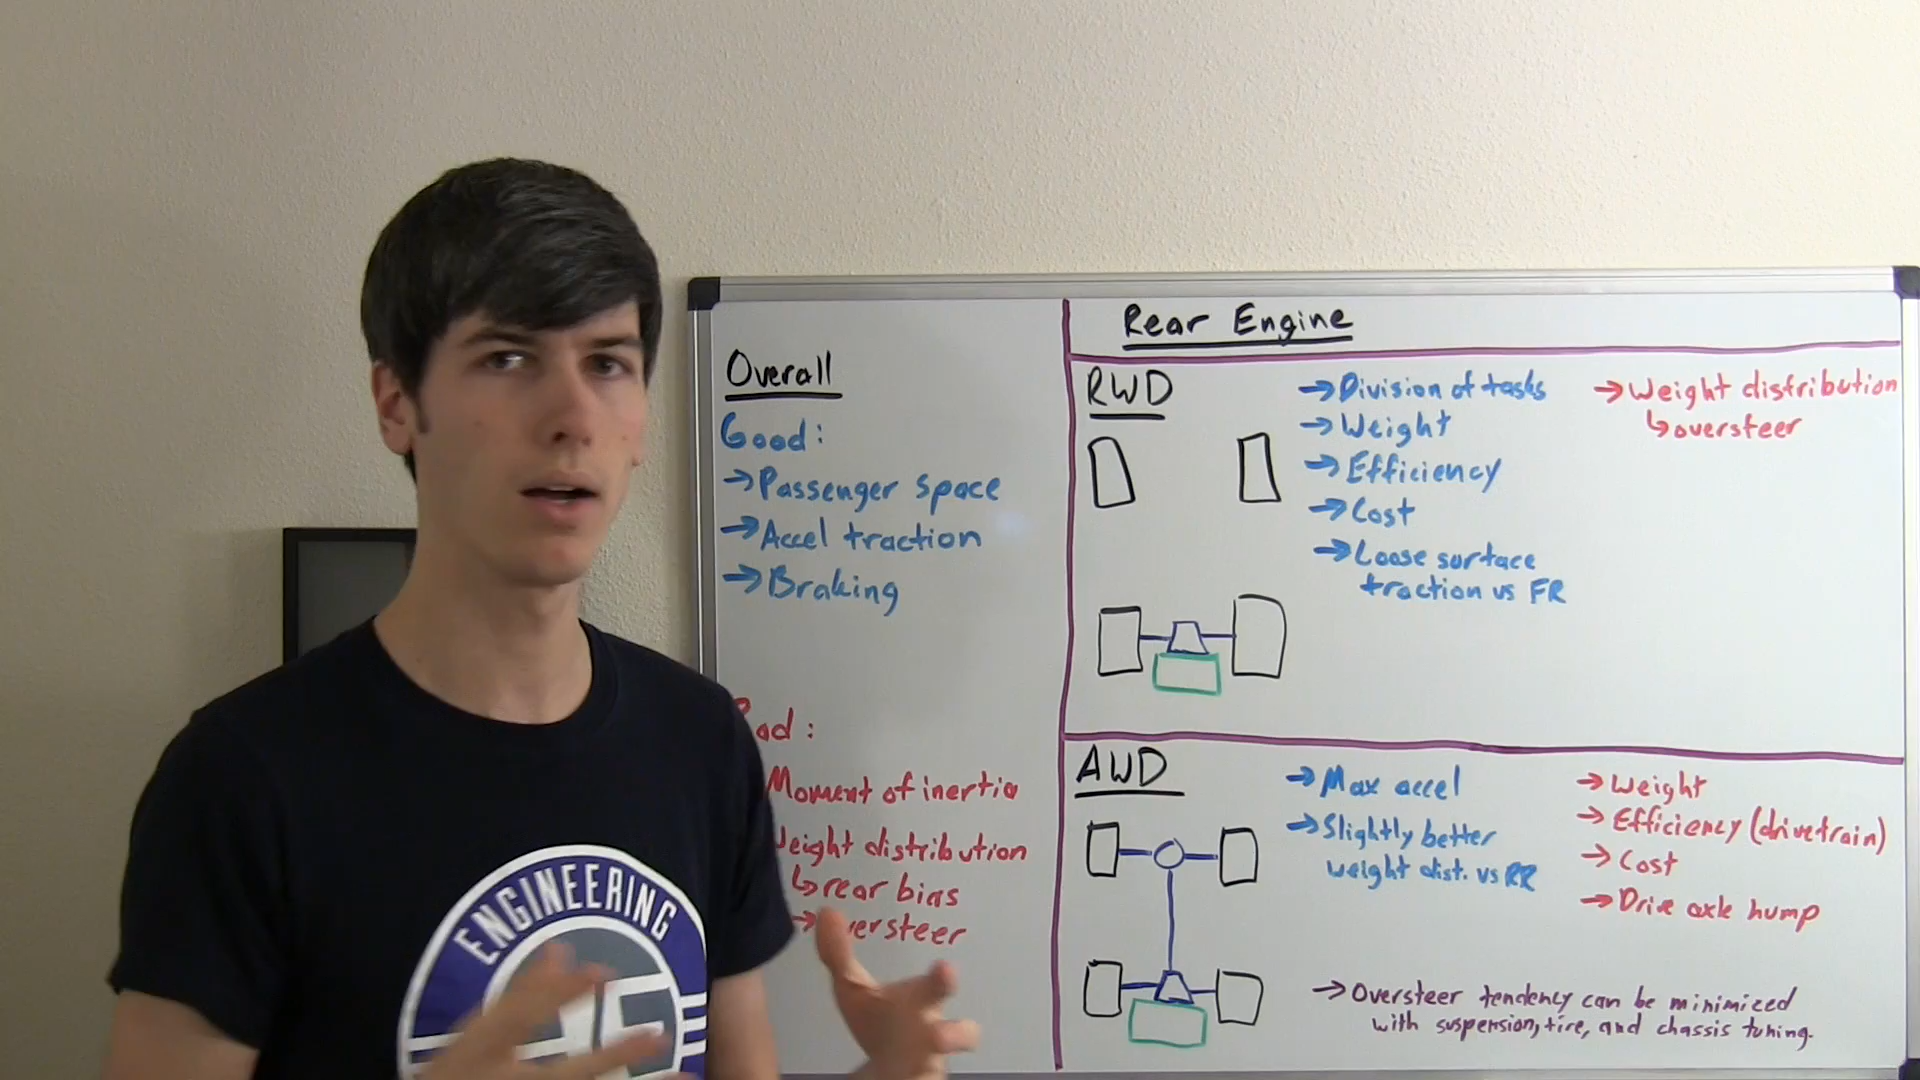 Overall
Good:
→Passenger space
→Accel traction
→Braking
Bad:
Moment of inertia
Weight distribution
↳rear bias
→oversteer
Rear Engine
RWD
→Division of tasks
→Weight
→Efficiency
→Cost
→Loose surface
traction vs FR
→Weight distribution
↳oversteer
AWD
→Max accel
→Slightly better
weight dist. vs RR
→Weight
→Efficiency (drivetrain)
→Cost
→Drive axle hump
→Oversteer tendency can be minimized
with suspension, tire, and chassis tuning.
ENGINEERING